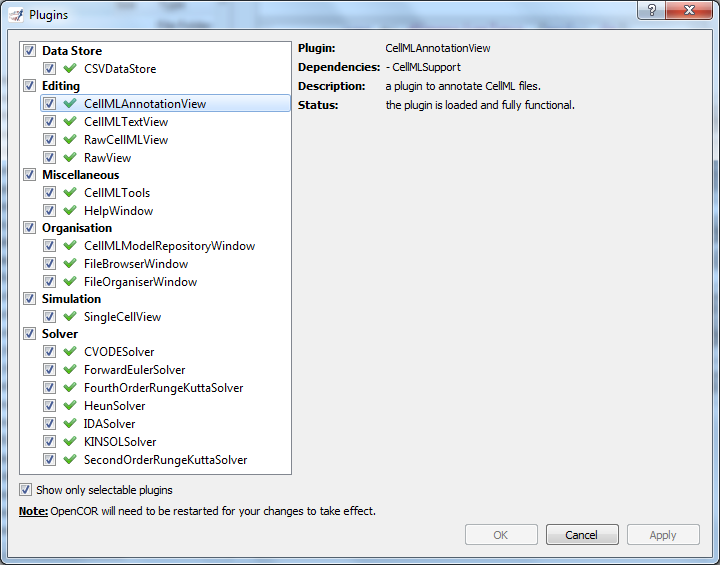 Plugins
Data Store
CSVDataStore
Editing
CellMLAnnotationView
CellMLTextView
RawCellMLView
RawView
Miscellaneous
CellMLTools
HelpWindow
Organisation
CellMLModelRepositoryWindow
FileBrowserWindow
FileOrganiserWindow
Simulation
SingleCellView
Solver
CVODESolver
ForwardEulerSolver
FourthOrderRungeKuttaSolver
HeunSolver
IDASolver
KINSOLSolver
SecondOrderRungeKuttaSolver
Plugin: CellMLAnnotationView
Dependencies: - CellMLSupport
Description: a plugin to annotate CellML files.
Status: the plugin is loaded and fully functional.
Show only selectable plugins
Note: OpenCOR will need to be restarted for your changes to take effect.
OK Cancel Apply